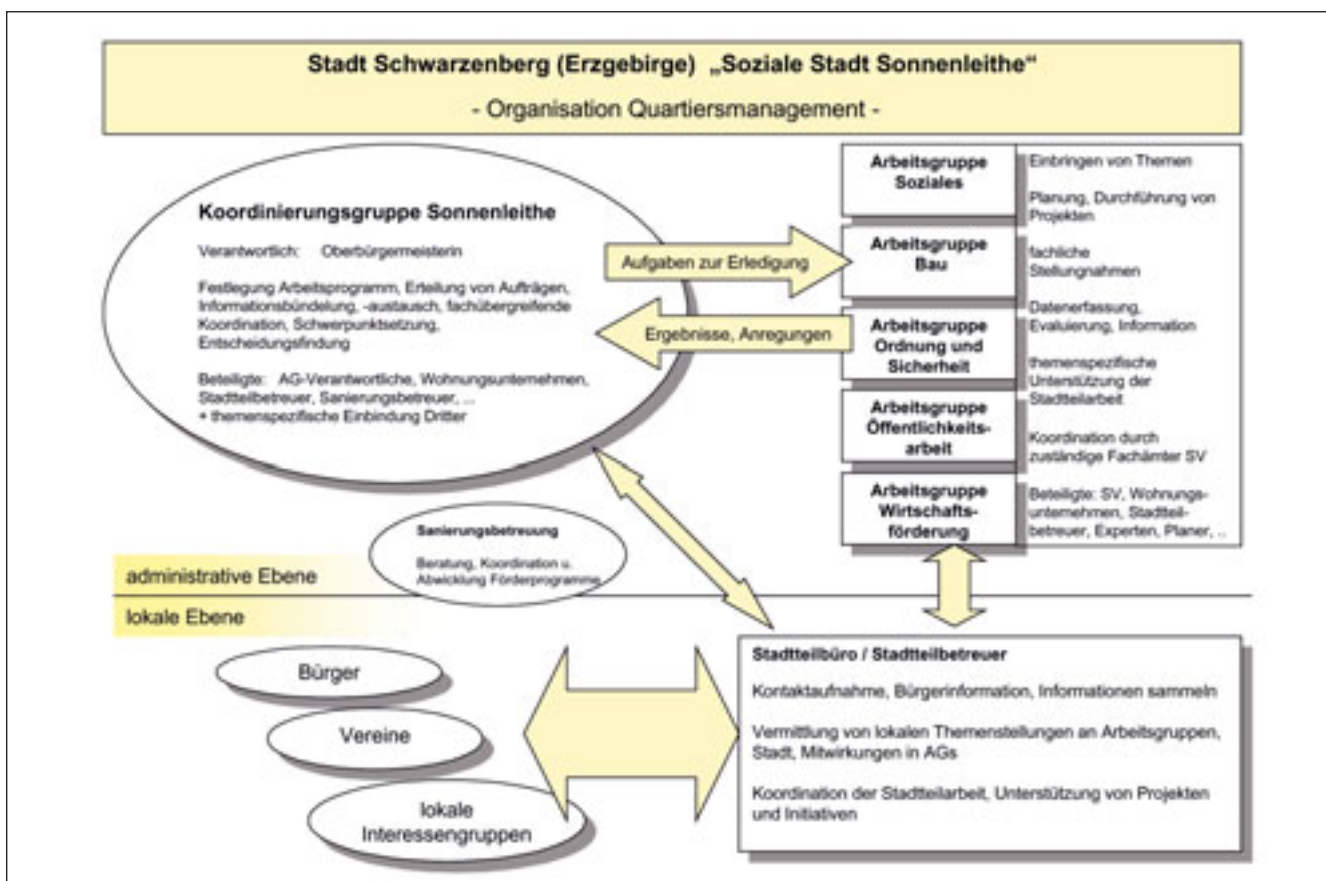 Stadt Schwarzenberg (Erzgebirge) „Soziale Stadt Sonnenleithe“
- Organisation Quartiersmanagement -
Koordinierungsgruppe Sonnenleithe
Verantwortlich: Oberbürgermeisterin
Festlegung Arbeitsprogramm, Erteilung von Aufträgen,
Informationsbündelung, -austausch, fachübergreifende
Koordination, Schwerpunktsetzung,
Entscheidungsfindung
Beteiligte: AG-Verantwortliche, Wohnungsunternehmen,
Stadtteilbetreuer, Sanierungsbetreuer, ...
+ themenspezifische Einbindung Dritter
Aufgaben zur Erledigung
Ergebnisse, Anregungen
Arbeitsgruppe
Soziales
Arbeitsgruppe
Bau
Arbeitsgruppe
Ordnung und
Sicherheit
Arbeitsgruppe
Öffentlichkeits-
arbeit
Arbeitsgruppe
Wirtschafts-
förderung
Einbringen von Themen
Planung, Durchführung von
Projekten
fachliche
Stellungnahmen
Datenerfassung,
Evaluierung, Information
themenspezifische
Unterstützung der
Stadtteilarbeit
Koordination durch
zuständige Fachämter SV
Beteiligte: SV, Wohnungs-
unternehmen, Stadtteil-
betreuer, Experten, Planer, ..
Sanierungsbetreuung
Beratung, Koordination u.
Abwicklung Förderprogramme
administrative Ebene
lokale Ebene
Bürger
Vereine
lokale
Interessengruppen
Stadtteilbüro / Stadtteilbetreuer
Kontaktaufnahme, Bürgerinformation, Informationen sammeln
Vermittlung von lokalen Themenstellungen an Arbeitsgruppen,
Stadt, Mitwirkungen in AGs
Koordination der Stadtteilarbeit, Unterstützung von Projekten
und Initiativen